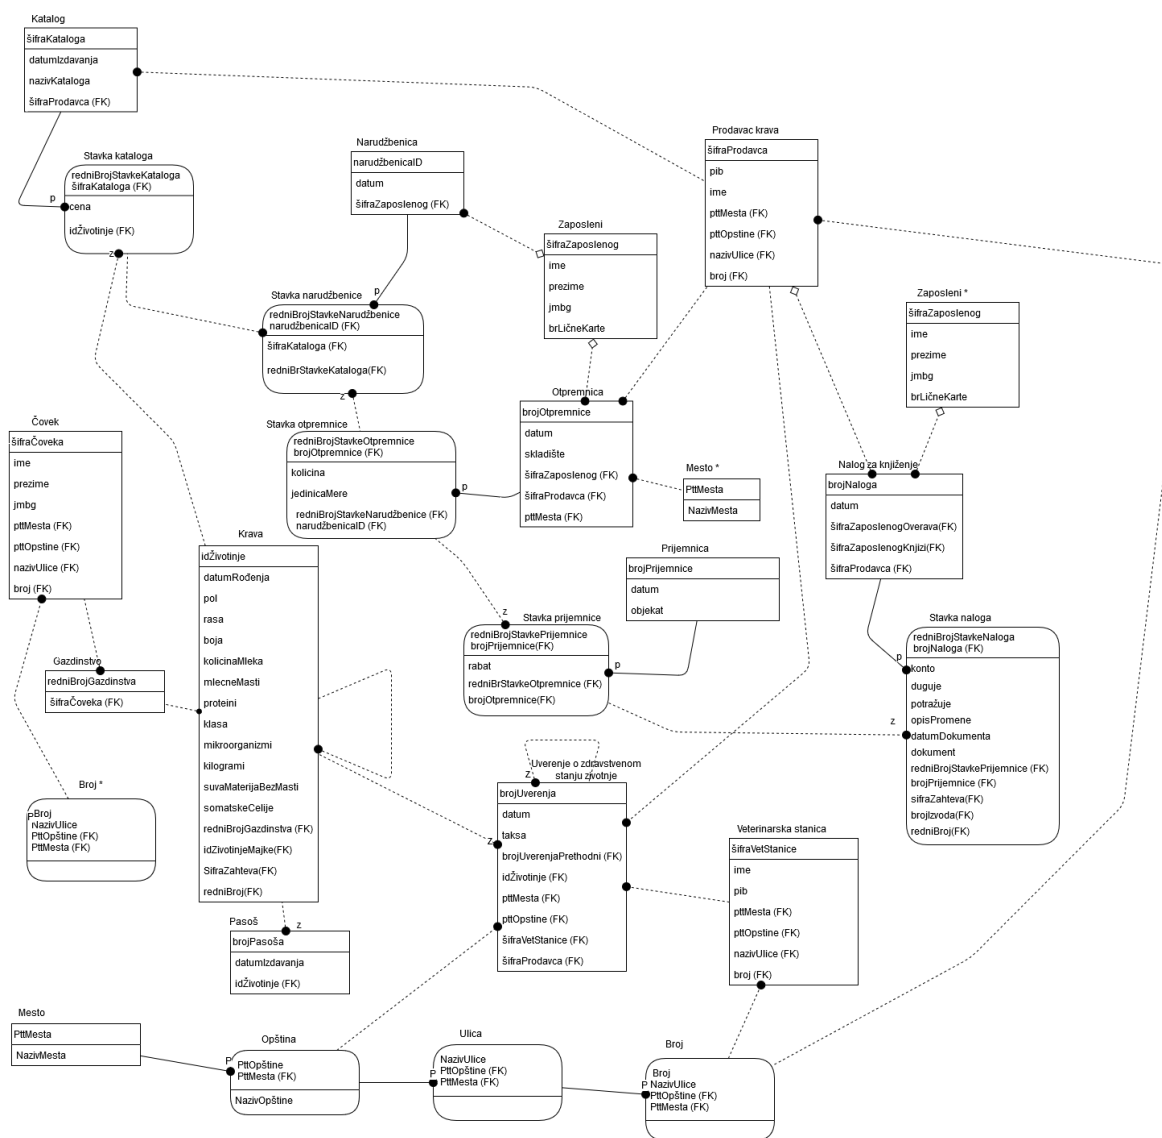 Katalog
šifraKataloga
datumIzdavanja
nazivKataloga
šifraProdavca (FK)
Stavka kataloga
redniBrojStavkeKataloga
šifraKataloga (FK)
p
cena
idŽivotinje (FK)
z
Narudžbenica
narudžbenicaID
datum
šifraZaposlenog (FK)
p
Stavka narudžbenice
redniBrojStavkeNarudžbenice
narudžbenicaID (FK)
šifraKataloga (FK)
redniBrStavkeKataloga(FK)
z
Zaposleni
šifraZaposlenog
ime
prezime
jmbg
brLičneKarte
Prodavac krava
šifraProdavca
pib
ime
pttMesta (FK)
pttOpstine (FK)
nazivUlice (FK)
broj (FK)
Zaposleni *
šifraZaposlenog
ime
prezime
jmbg
brLičneKarte
Otpremnica
brojOtpremnice
datum
skladište
šifraZaposlenog (FK)
šifraProdavca (FK)
pttMesta (FK)
Stavka otpremnice
redniBrojStavkeOtpremnice
brojOtpremnice (FK)
kolicina
jedinicaMere
redniBrojStavkeNarudžbenice(FK)
narudžbenicaID (FK)
p
Mesto *
PttMesta
NazivMesta
Nalog za knjiženje
brojNaloga
datum
šifraZaposlenogOverava(FK)
šifraZaposlenogKnjizi(FK)
šifraProdavca (FK)
Čovek
šifraČoveka
ime
prezime
jmbg
pttMesta (FK)
pttOpstine (FK)
nazivUlice (FK)
broj (FK)
Krava
idŽivotinje
datumRođenja
pol
rasa
boja
kolicinaMleka
mlecneMasti
proteini
klasa
mikroorganizmi
kilogrami
suvaMaterijaBezMasti
somatskeCelije
redniBrojGazdinstva (FK)
idZivotinjeMajke (FK)
SifraZahteva(FK)
redniBroj(FK)
Prijemnica
brojPrijemnice
datum
objekat
z
Stavka prijemnice
redniBrojStavkePrijemnice
brojPrijemnice(FK)
rabat
redniBrStavkeOtpremnice (FK)
brojOtpremnice(FK)
p
Stavka naloga
redniBrojStavkeNaloga
brojNaloga (FK)
p
konto
duguje
potražuje
opisPromene
z
datumDokumenta
dokument
redniBrojStavkePrijemnice (FK)
brojPrijemnice (FK)
sifraZahteva(FK)
brojIzvoda(FK)
redniBroj(FK)
Gazdinstvo
redniBrojGazdinstva
šifraČoveka (FK)
Broj *
P
Broj
NazivUlice
PttOpštine (FK)
PttMesta (FK)
Uverenje o zdravstvenom
stanju zivotnje
z
brojUverenja
datum
taksa
z
brojUverenjaPrethodni (FK)
idŽivotinje (FK)
pttMesta (FK)
pttOpstine (FK)
šifraVetStanice (FK)
šifraProdavca (FK)
Veterinarska stanica
šifraVetStanice
ime
pib
pttMesta (FK)
pttOpstine (FK)
nazivUlice (FK)
broj (FK)
Pasoš
z
brojPasoša
datumIzdavanja
idŽivotinje (FK)
Mesto
PttMesta
NazivMesta
Opština
P
PttOpštine
PttMesta (FK)
NazivOpštine
Ulica
P
NazivUlice
PttOpštine (FK)
PttMesta (FK)
Broj
P
Broj
NazivUlice
PttOpštine (FK)
PttMesta (FK)